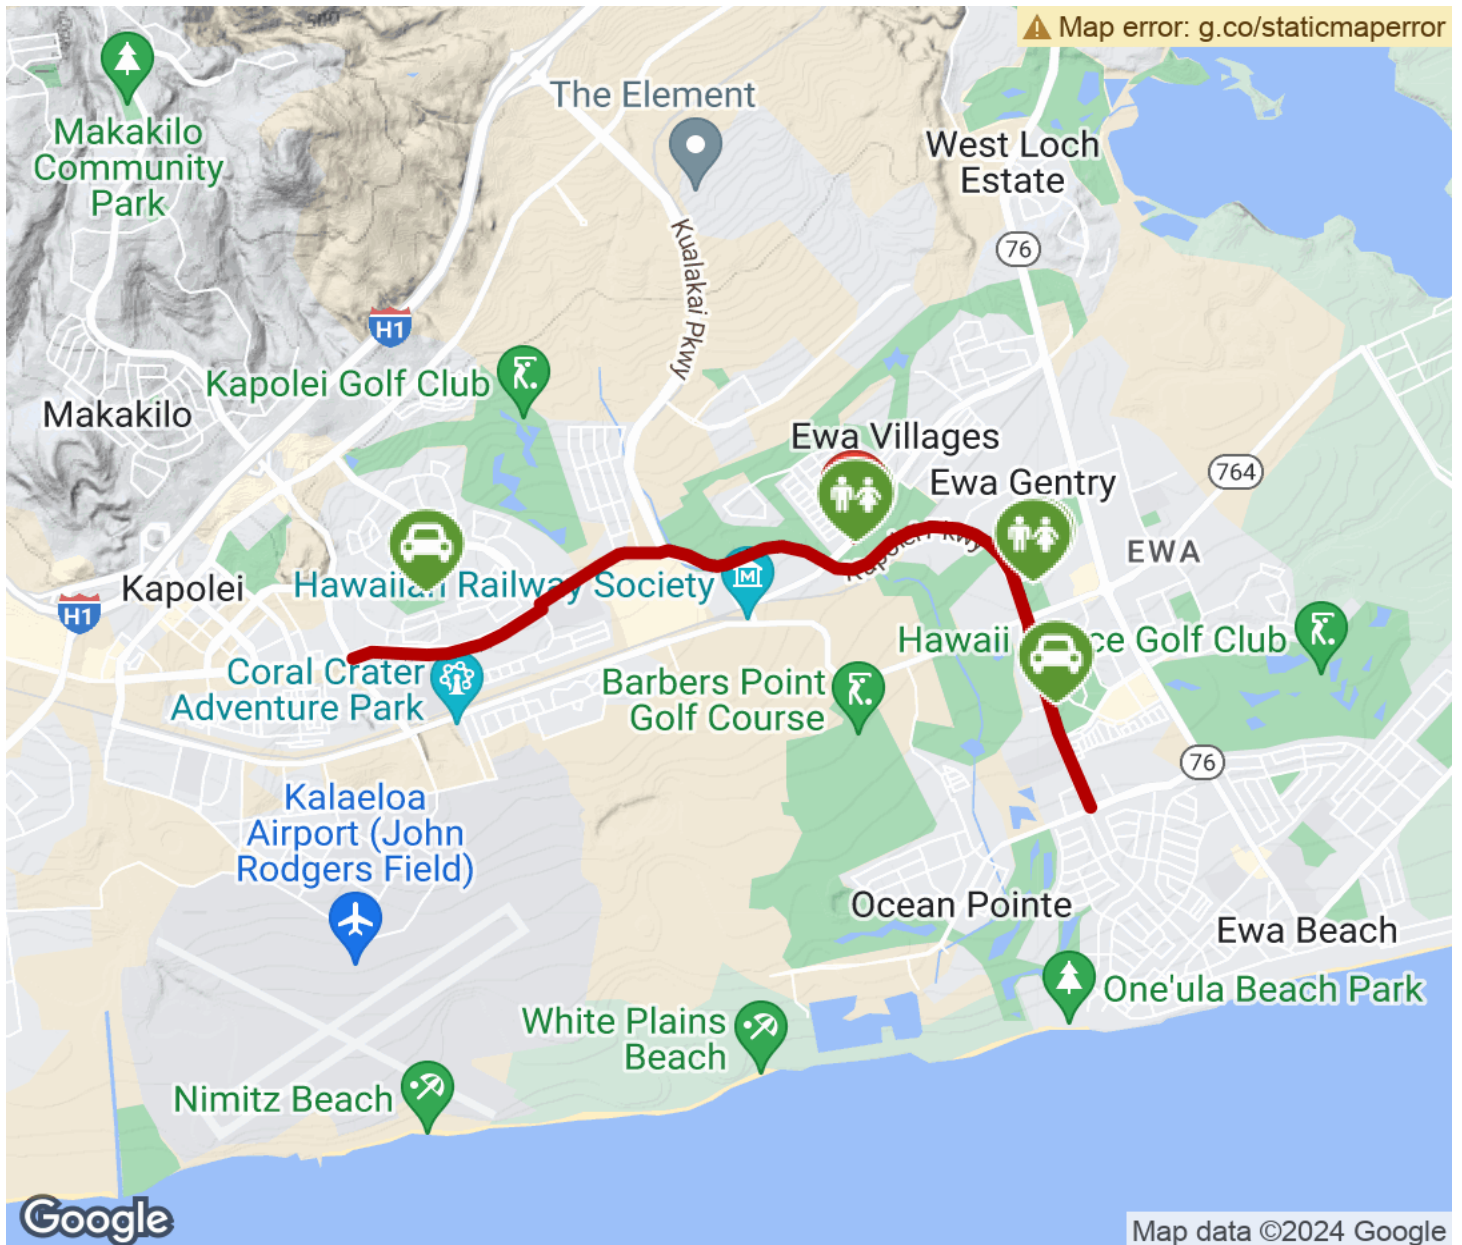 Map error: g.co/staticmaperror
The Element
Makakilo
Community
Park
West Loch
Estate
76
Kualakai Pkwy
H1
Kapolei Golf Club
Makakilo
Ewa Villages
764
Ewa Gentry
EWA
Kapolei Pkwy
Kapolei
Hawaiian Railway Society
M
H1
Hawaii
ce Golf Club
Coral Crater
Adventure Park
Barbers Point
Golf Course
76
Kalaeloa
Airport (John
Rodgers Field)
Ocean Pointe
Ewa Beach
One'ula Beach Park
White Plains
Beach
Nimitz Beach
Google
Map data ©2024 Google